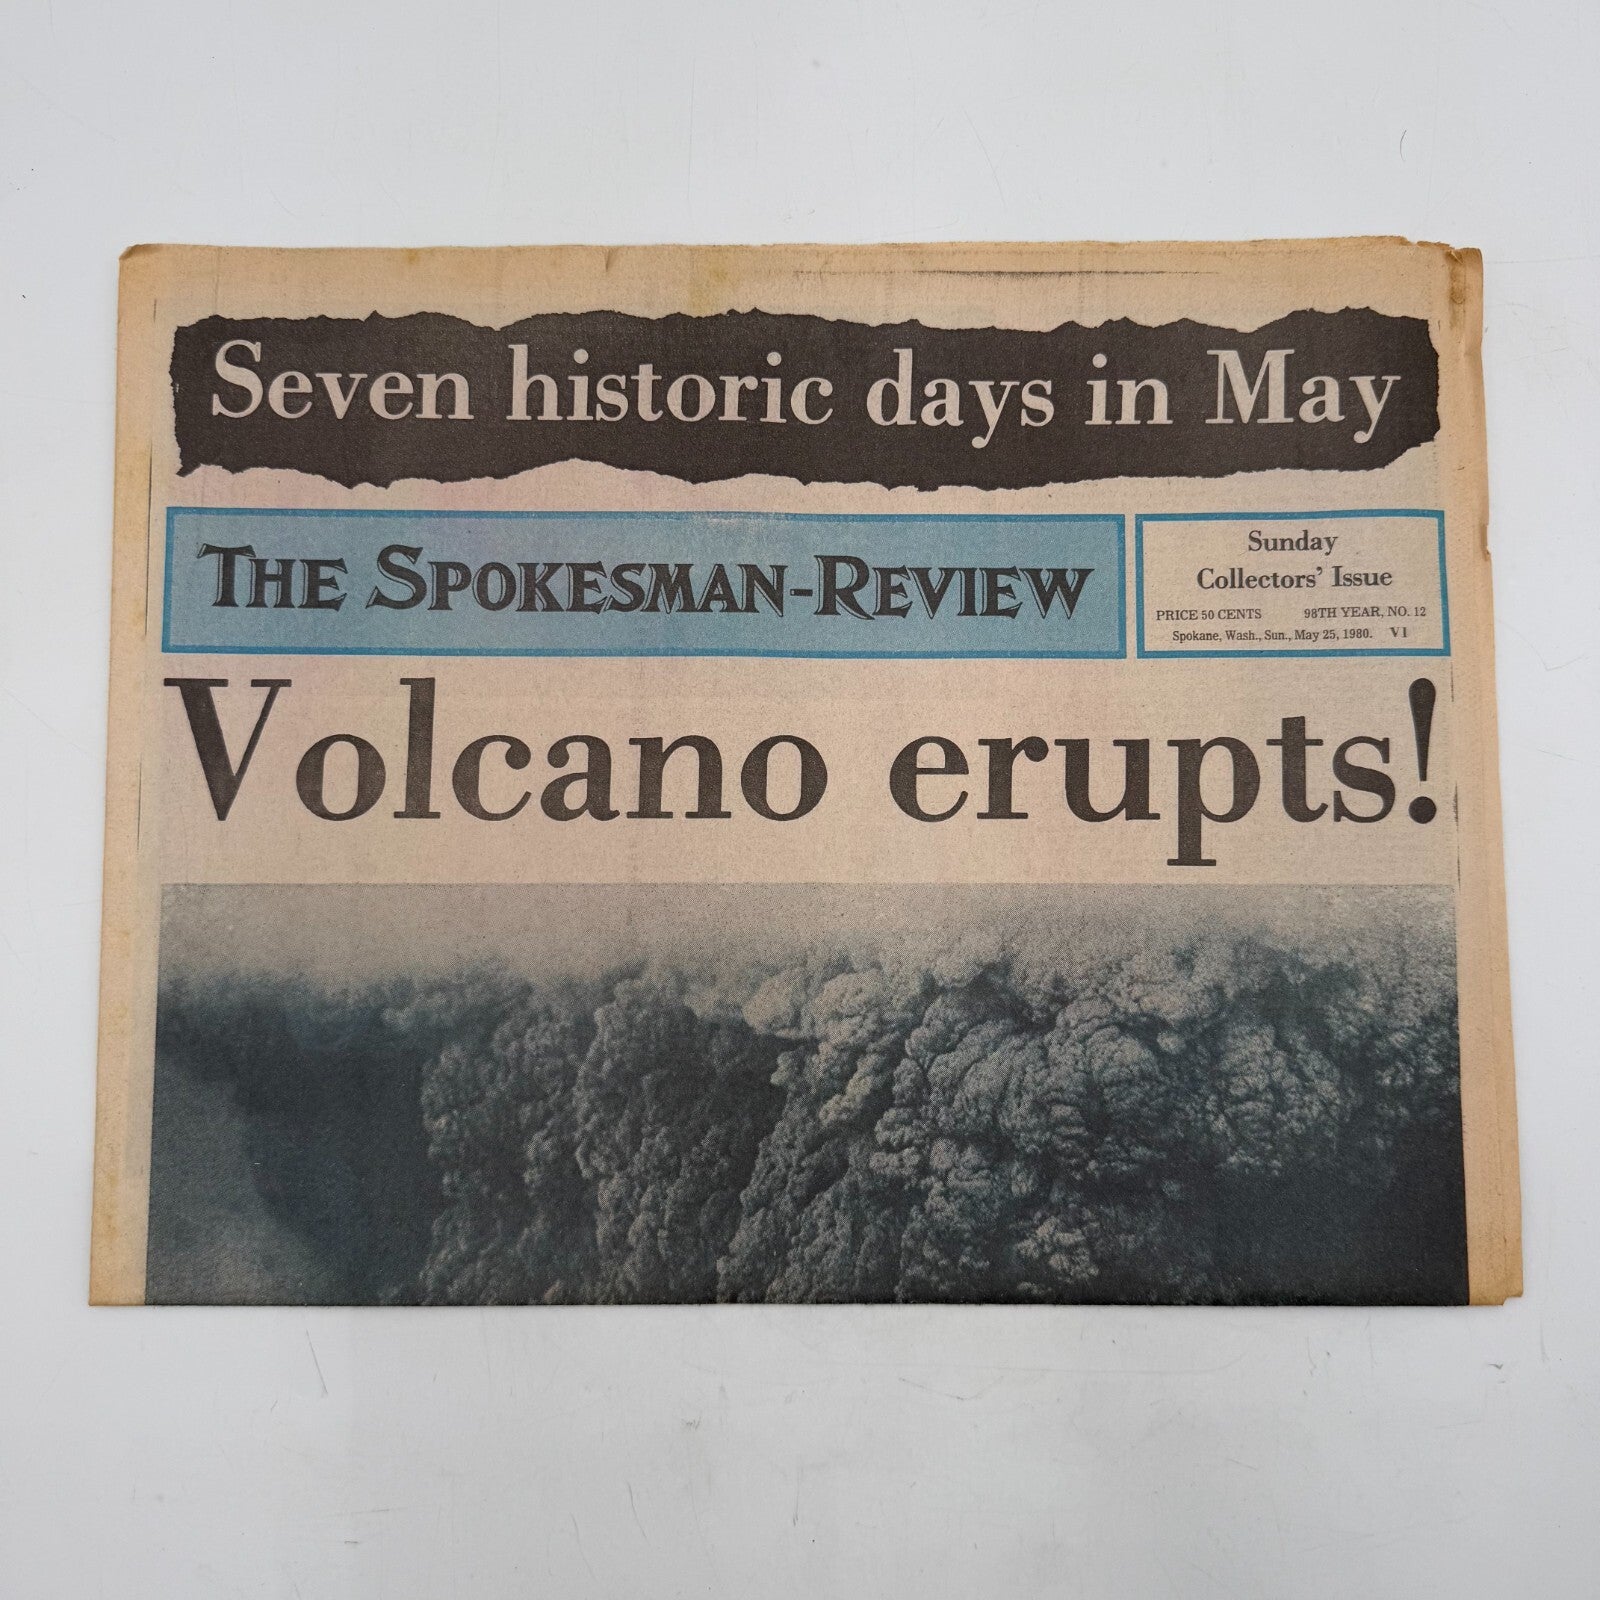 Seven historic days in May
THE SPOKESMAN-REVIEW
Sunday
Collectors' Issue
PRICE 50 CENTS 98TH YEAR, NO. 12
Spokane, Wash., Sun., May 25, 1980. VI
Volcano erupts!